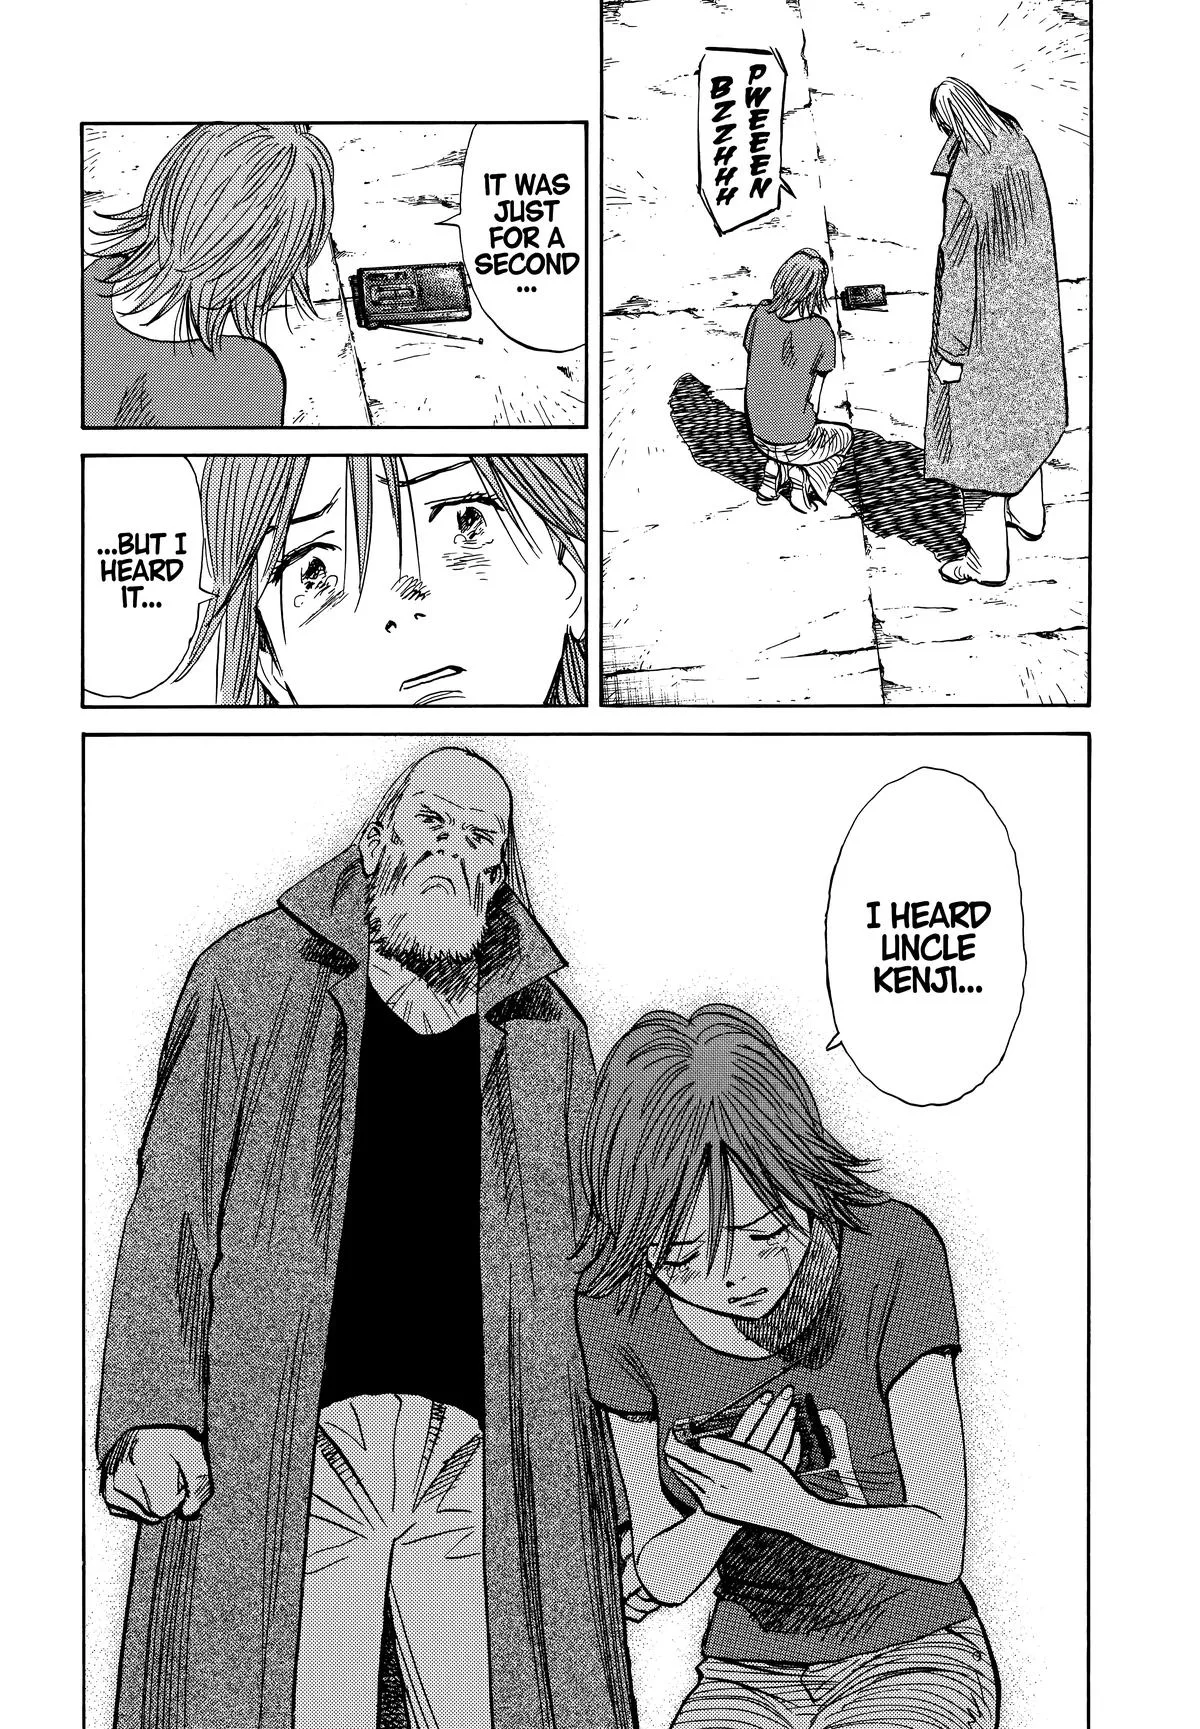 PWEEEN
BZZHHH
IT WAS
JUST
FOR A
SECOND
...
...BUT I
HEARD
IT...
I HEARD
UNCLE
KENJI...